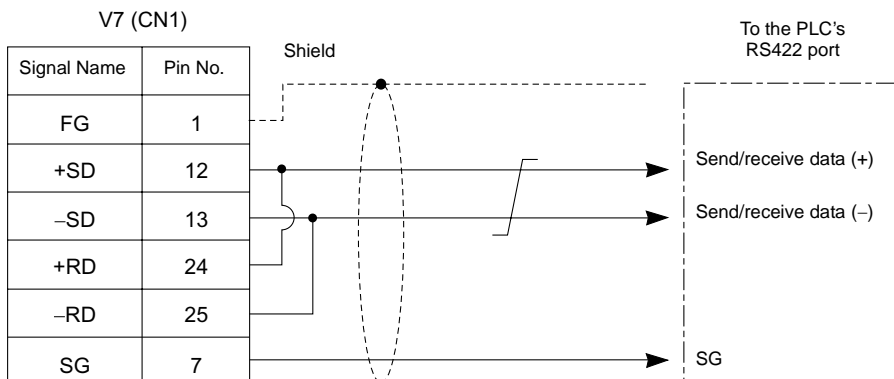 V7 (CN1)
To the PLC's
RS422 port
Shield
Signal Name Pin No.
FG 1
+SD 12
Send/receive data (+)
−SD 13
Send/receive data (−)
+RD 24
−RD 25
SG 7
SG